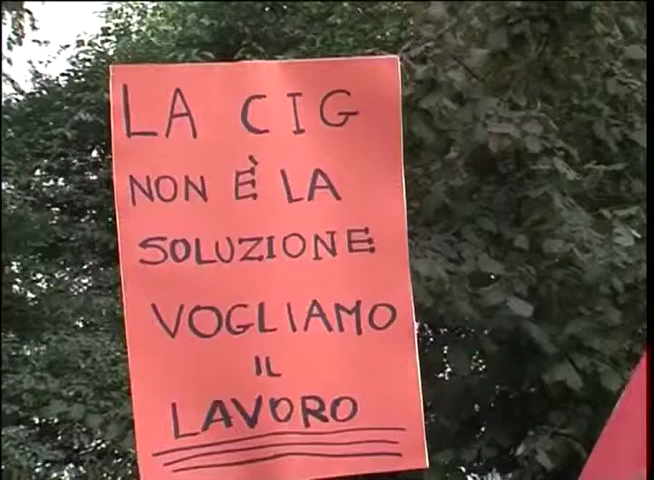 LA CIG
NON È LA
SOLUZIONE
VOGLIAMO
IL
LAVORO